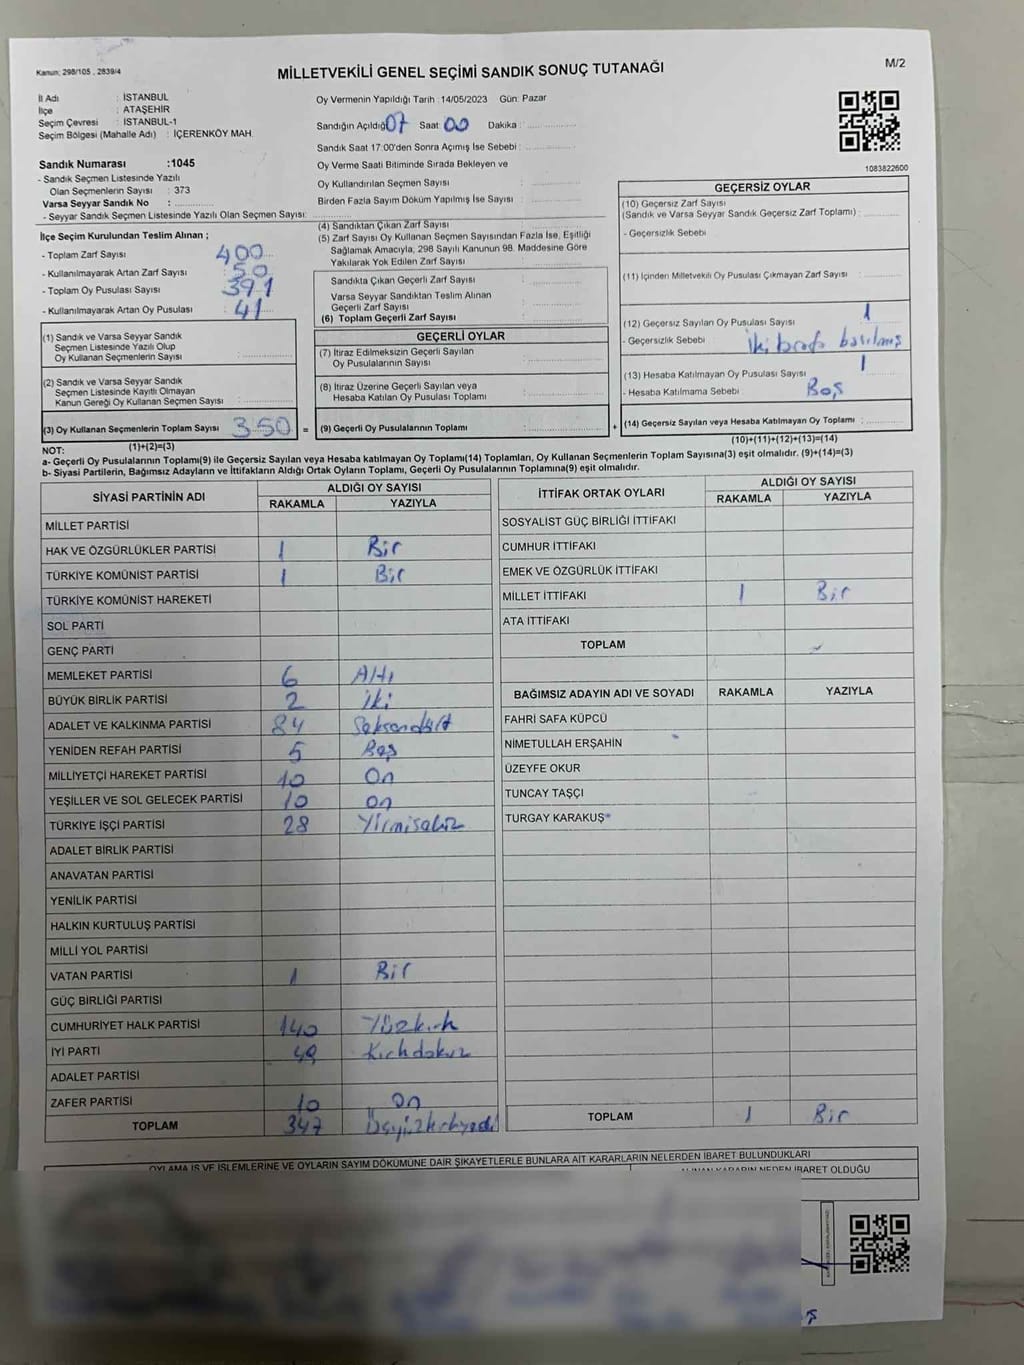 Kanun: 298/105 , 2839/4
MİLLETVEKİLİ GENEL SEÇİMİ SANDIK SONUÇ TUTANAĞI
M/2
İl Adı : İSTANBUL
İlçe : ATAŞEHİR
Seçim Çevresi : İSTANBUL-1
Seçim Bölgesi (Mahalle Adı) : İÇERENKÖY MAH.
Sandık Numarası :1045
- Sandık Seçmen Listesinde Yazılı
Olan Seçmenlerin Sayısı : 373
Varsa Seyyar Sandık No :
- Seyyar Sandık Seçmen Listesinde Yazılı Olan Seçmen Sayısı:
Oy Vermenin Yapıldığı Tarih :14/05/2023 Gün: Pazar
Sandığın Açıldığı 07 Saat 00 Dakika :
Sandık Saat 17:00'den Sonra Açımış İse Sebebi :
Oy Verme Saati Bitiminde Sırada Bekleyen ve
Oy Kullandırılan Seçmen Sayısı :
Birden Fazla Sayım Döküm Yapılmış İse Sayısı :
1083822600
İlçe Seçim Kurulundan Teslim Alınan ;
- Toplam Zarf Sayısı : 400
- Kullanılmayarak Artan Zarf Sayısı : 50
- Toplam Oy Pusulası Sayısı : 391
- Kullanılmayarak Artan Oy Pusulası : 41
(1) Sandık ve Varsa Seyyar Sandık
Seçmen Listesinde Yazılı Olup
Oy Kullanan Seçmenlerin Sayısı :
(2) Sandık ve Varsa Seyyar Sandık
Seçmen Listesinde Kayıtlı Olmayan
Kanun Gereği Oy Kullanan Seçmen Sayısı :
(3) Oy Kullanan Seçmenlerin Toplam Sayısı : 350
(1)+(2)=(3)
(4) Sandıktan Çıkan Zarf Sayısı :
(5) Zarf Sayısı Oy Kullanan Seçmen Sayısından Fazla İse, Eşitliği
Sağlamak Amacıyla, 298 Sayılı Kanunun 98. Maddesine Göre
Yakılarak Yok Edilen Zarf Sayısı :
Sandıkta Çıkan Geçerli Zarf Sayısı :
Varsa Seyyar Sandıktan Teslim Alınan
Geçerli Zarf Sayısı :
(6) Toplam Geçerli Zarf Sayısı :
GEÇERLİ OYLAR
(7) İtiraz Edilmeksizin Geçerli Sayılan
Oy Pusulalarının Sayısı :
(8) İtiraz Üzerine Geçerli Sayılan veya
Hesaba Katılan Oy Pusulası Toplamı :
= (9) Geçerli Oy Pusulalarının Toplamı :
GEÇERSİZ OYLAR
(10) Geçersiz Zarf Sayısı
(Sandık ve Varsa Seyyar Sandık Geçersiz Zarf Toplamı) :
- Geçersizlik Sebebi
(11) İçinden Milletvekili Oy Pusulası Çıkmayan Zarf Sayısı :
(12) Geçersiz Sayılan Oy Pusulası Sayısı : 1
- Geçersizlik Sebebi : basılmış
(13) Hesaba Katılmayan Oy Pusulası Sayısı : 1
- Hesaba Katılmama Sebebi : Boş
+ (14) Geçersiz Sayılan veya Hesaba Katılmayan Oy Toplamı :
(10)+(11)+(12)+(13)=(14)
NOT:
a- Geçerli Oy Pusulalarının Toplamı(9) ile Geçersiz Sayılan veya Hesaba katılmayan Oy Toplamı(14) Toplamları, Oy Kullanan Seçmenlerin Toplam Sayısına(3) eşit olmalıdır. (9)+(14)=(3)
b- Siyasi Partilerin, Bağımsız Adayların ve İttifakların Aldığı Ortak Oyların Toplamı, Geçerli Oy Pusulalarının Toplamına(9) eşit olmalıdır.
SİYASİ PARTİNİN ADI
ALDIĞI OY SAYISI
RAKAMLA YAZIYLA
MİLLET PARTİSİ
HAK VE ÖZGÜRLÜKLER PARTİSİ 1 Bir
TÜRKİYE KOMÜNİST PARTİSİ 1 Bir
TÜRKİYE KOMÜNİST HAREKETİ
SOL PARTİ
GENÇ PARTİ
MEMLEKET PARTİSİ 6 Altı
BÜYÜK BİRLİK PARTİSİ 2 İki
ADALET VE KALKINMA PARTİSİ 84 Seksendört
YENİDEN REFAH PARTİSİ 5 Beş
MİLLİYETÇİ HAREKET PARTİSİ 10 On
YEŞİLLER VE SOL GELECEK PARTİSİ 10 on
TÜRKİYE İŞÇİ PARTİSİ 28 Yirmisekiz
ADALET BİRLİK PARTİSİ
ANAVATAN PARTİSİ
YENİLİK PARTİSİ
HALKIN KURTULUŞ PARTİSİ
MİLLİ YOL PARTİSİ
VATAN PARTİSİ 1 Bir
GÜÇ BİRLİĞİ PARTİSİ
CUMHURİYET HALK PARTİSİ 140 Yüzkırk
İYİ PARTİ 49 Kırkdokuz
ADALET PARTİSİ
ZAFER PARTİSİ 10 On
TOPLAM 347 Üçyüzkırkyedi
İTTİFAK ORTAK OYLARI
ALDIĞI OY SAYISI
RAKAMLA YAZIYLA
SOSYALİST GÜÇ BİRLİĞİ İTTİFAKI
CUMHUR İTTİFAKI
EMEK VE ÖZGÜRLÜK İTTİFAKI
MİLLET İTTİFAKI 1 Bir
ATA İTTİFAKI
TOPLAM
BAĞIMSIZ ADAYIN ADI VE SOYADI RAKAMLA YAZIYLA
FAHRİ SAFA KÜPCÜ
NİMETULLAH ERŞAHİN
ÜZEYFE OKUR
TUNCAY TAŞÇI
TURGAY KARAKUŞ
TOPLAM 1 Bir
OYLAMA İŞ VE İŞLEMLERİNE VE OYLARIN SAYIM DÖKÜMÜNE DAİR ŞİKAYETLERLE BUNLARA AİT KARARLARIN NELERDEN İBARET BULUNDUKLARI
ALINAN KARARIN NEDEN İBARET OLDUĞU